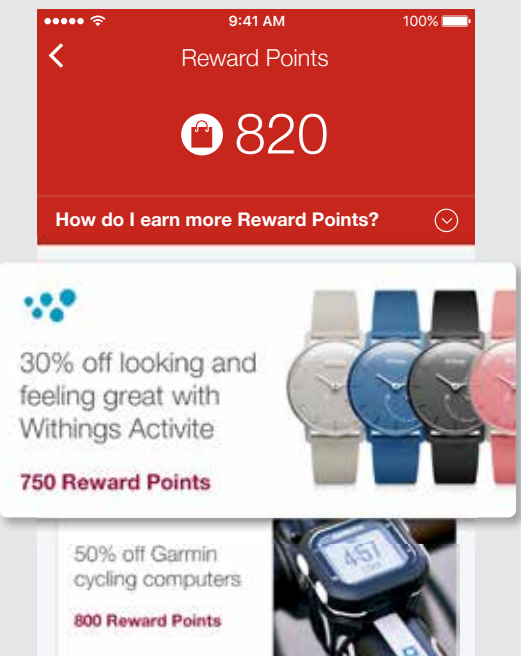 9:41 AM
100%
Reward Points
820
How do I earn more Reward Points?
30% off looking and
feeling great with
Withings Activite
750 Reward Points
50% off Garmin
cycling computers
800 Reward Points
4:57